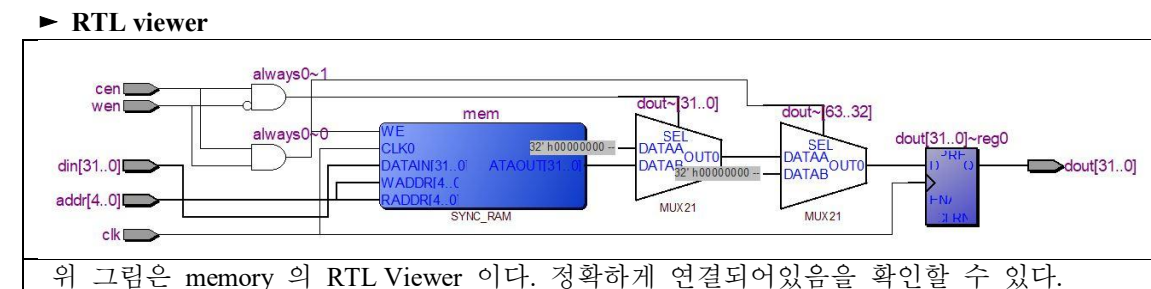 ► RTL viewer
cen
wen
always0~1
always0~0
din[31..0]
addr[4..0]
clk
mem
WE
CLK0
DATAIN[31..0]
WADDR[4..0
RADDR[4..0'
ATAOUT[31..0]
SYNC_RAM
32' h00000000 --
dout~[31..0]
SEL
DATAA
DATAB
OUT0
MUX21
32' h00000000 --
dout~[63..32]
SEL
DATAA
DATAB
OUT0
MUX21
dout[31..0]~reg0
PRE
D
Q
ENA
CLRN
dout[31..0]
위 그림은 memory 의 RTL Viewer 이다. 정확하게 연결되어있음을 확인할 수 있다.